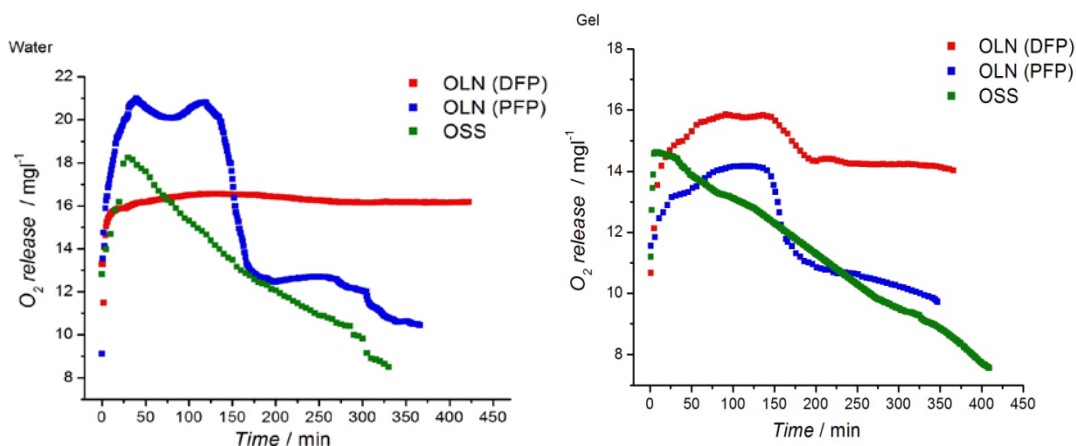 Water
O2 release / mgl-1
22
20
18
16
14
12
10
8
OLN (DFP)
OLN (PFP)
OSS
0 50 100 150 200 250 300 350 400 450
Time / min
Gel
O2 release / mgl-1
18
16
14
12
10
8
OLN (DFP)
OLN (PFP)
OSS
0 50 100 150 200 250 300 350 400 450
Time / min